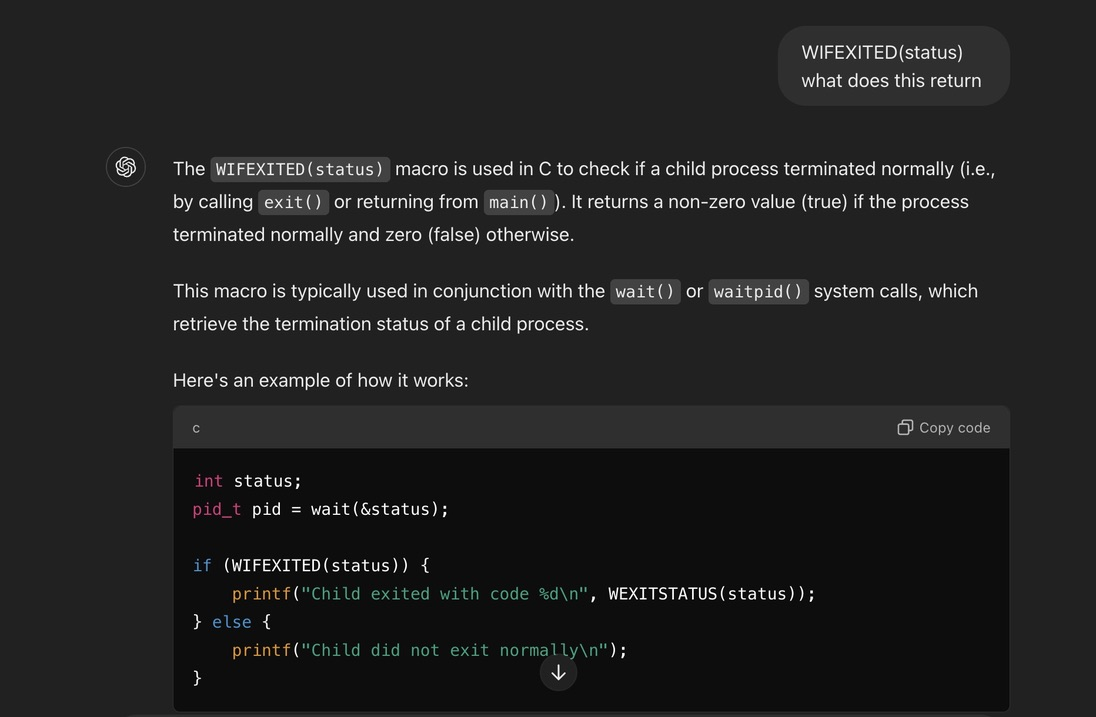 WIFEXITED(status)
what does this return
The WIFEXITED(status) macro is used in C to check if a child process terminated normally (i.e.,
by calling exit() or returning from main()). It returns a non-zero value (true) if the process
terminated normally and zero (false) otherwise.
This macro is typically used in conjunction with the wait() or waitpid() system calls, which
retrieve the termination status of a child process.
Here's an example of how it works:
c
Copy code
int status;
pid_t pid = wait(&status);
if (WIFEXITED(status)) {
    printf("Child exited with code %d\n", WEXITSTATUS(status));
} else {
    printf("Child did not exit normally\n");
}